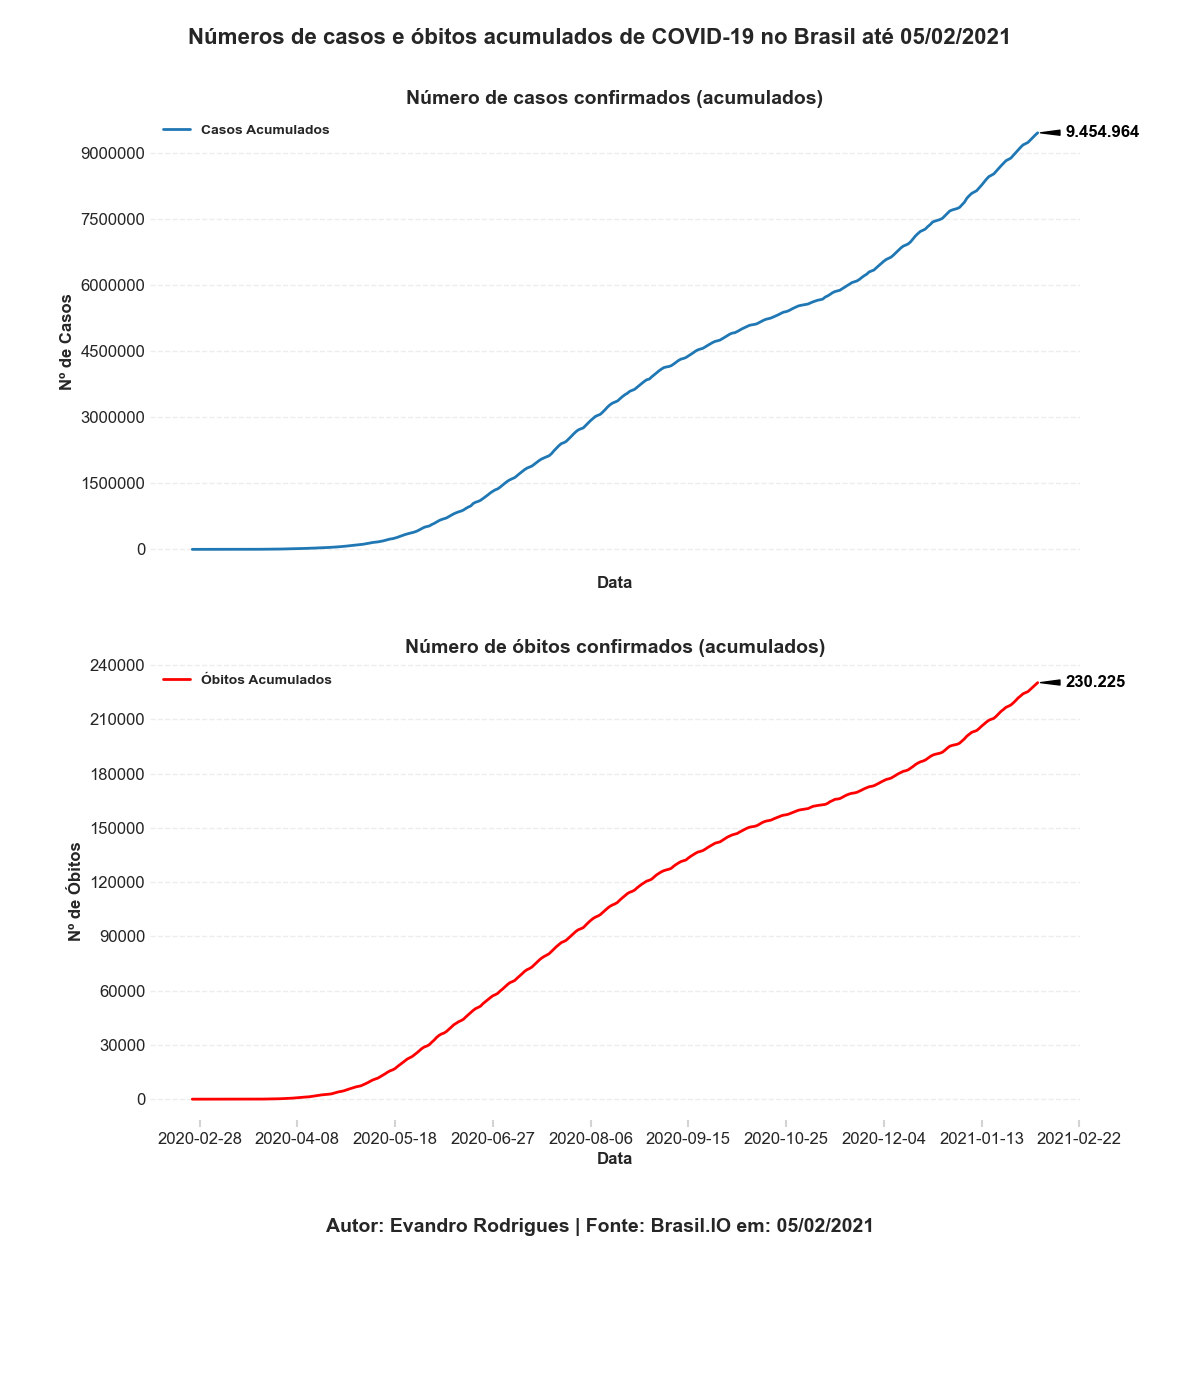 Números de casos e óbitos acumulados de COVID-19 no Brasil até 05/02/2021
Número de casos confirmados (acumulados)
Casos Acumulados
9.454.964
9000000
7500000
6000000
4500000
3000000
1500000
0
Nº de Casos
Data
Número de óbitos confirmados (acumulados)
Óbitos Acumulados
230.225
240000
210000
180000
150000
120000
90000
60000
30000
0
Nº de Óbitos
2020-02-28 2020-04-08 2020-05-18 2020-06-27 2020-08-06 2020-09-15 2020-10-25 2020-12-04 2021-01-13 2021-02-22
Data
Autor: Evandro Rodrigues | Fonte: Brasil.IO em: 05/02/2021